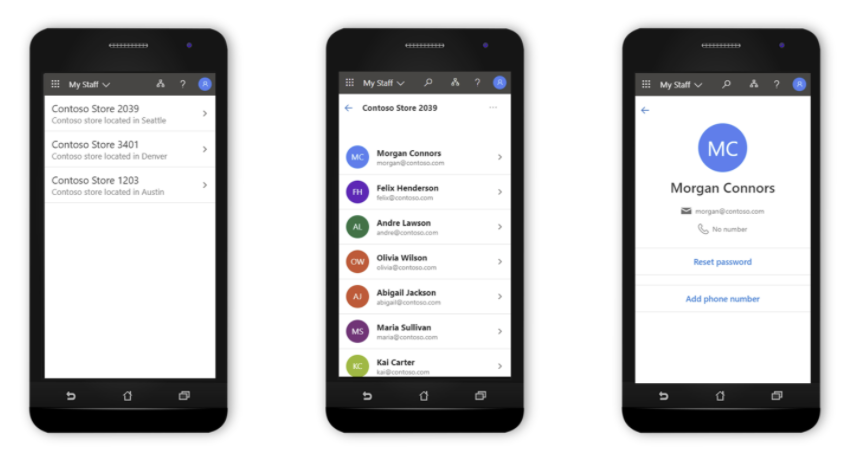 My Staff
?
Contoso Store 2039
Contoso store located in Seattle
Contoso Store 3401
Contoso store located in Denver
Contoso Store 1203
Contoso store located in Austin
My Staff
?
Contoso Store 2039
...
MC
Morgan Connors
morgan@contoso.com
FH
Felix Henderson
felix@contoso.com
AL
Andre Lawson
andre@contoso.com
OW
Olivia Wilson
olivia@contoso.com
AJ
Abigail Jackson
abigail@contoso.com
MS
Maria Sullivan
maria@contoso.com
KC
Kai Carter
kai@contoso.com
My Staff
?
MC
Morgan Connors
morgan@contoso.com
No number
Reset password
Add phone number